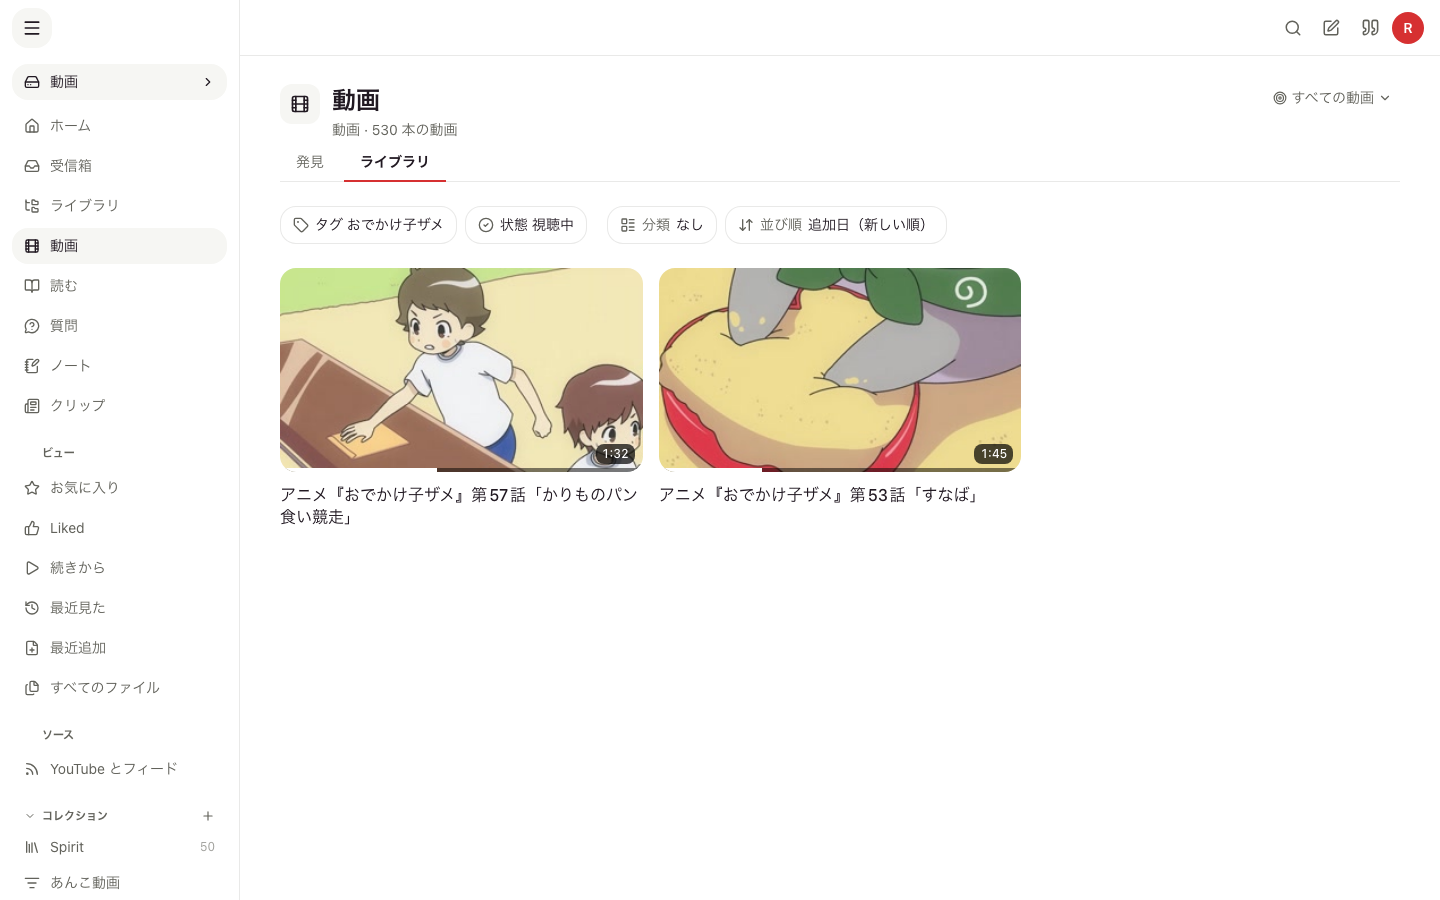 R
動画
ホーム
受信箱
ライブラリ
動画
読む
質問
ノート
クリップ
ビュー
お気に入り
Liked
続きから
最近見た
最近追加
すべてのファイル
ソース
YouTube とフィード
コレクション
Spirit 50
あんこ動画
動画
動画 · 530 本の動画
すべての動画
発見 ライブラリ
タグ おでかけ子ザメ 状態 視聴中 分類 なし 並び順 追加日（新しい順）
1:32 1:45
アニメ『おでかけ子ザメ』第57話「かりものパン
食い競走」
アニメ『おでかけ子ザメ』第53話「すなば」